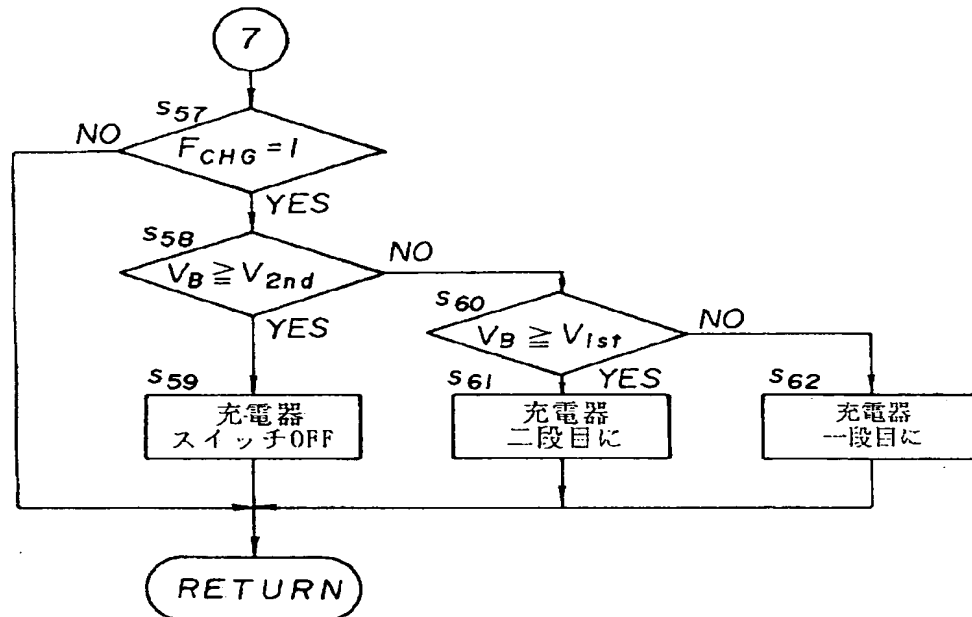 7
S57
NO
F_CHG = 1
YES
S58
NO
V_B ≧ V_2nd
YES
S60
NO
V_B ≧ V_1st
YES
S59
充電器
スイッチOFF
S61
充電器
二段目に
S62
充電器
一段目に
RETURN